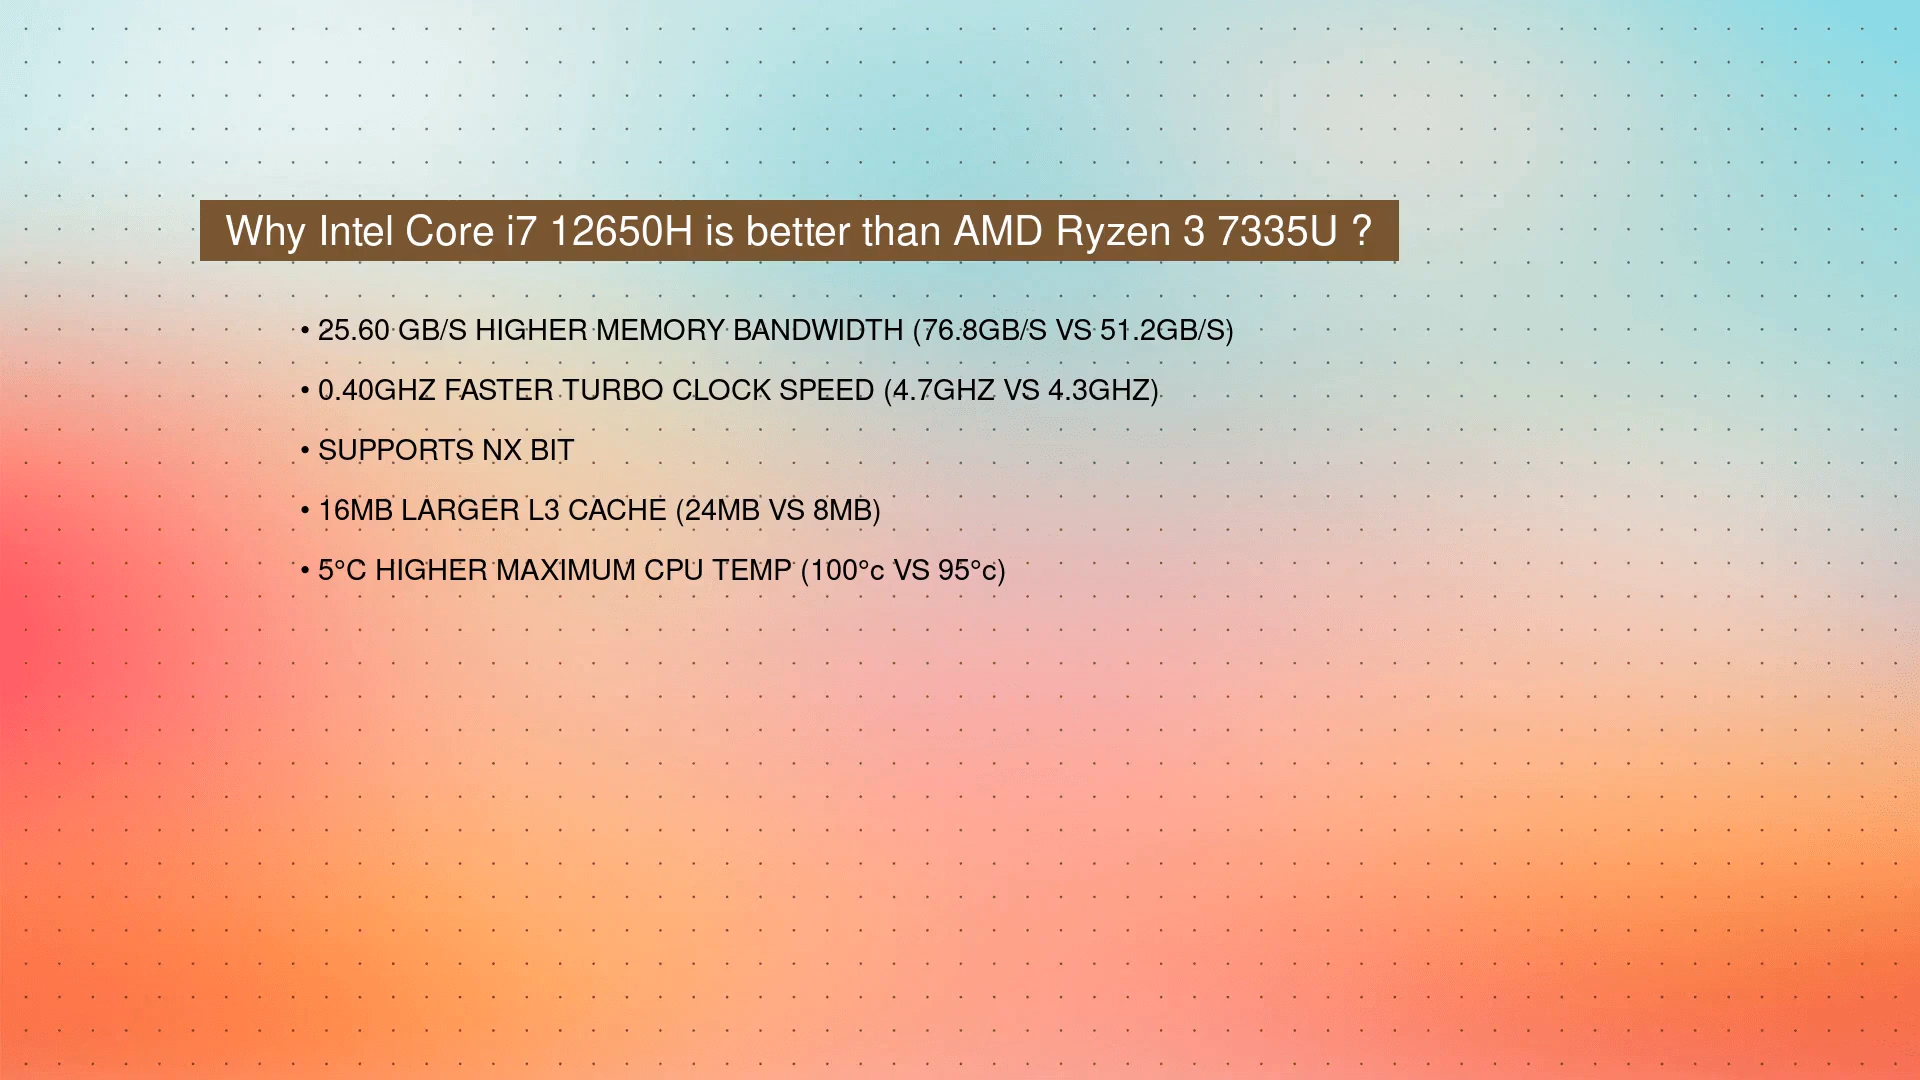 Why Intel Core i7 12650H is better than AMD Ryzen 3 7335U ?
• 25.60 GB/S HIGHER MEMORY BANDWIDTH (76.8GB/S VS 51.2GB/S)
• 0.40GHZ FASTER TURBO CLOCK SPEED (4.7GHZ VS 4.3GHZ)
• SUPPORTS NX BIT
• 16MB LARGER L3 CACHE (24MB VS 8MB)
• 5°C HIGHER MAXIMUM CPU TEMP (100°c VS 95°c)